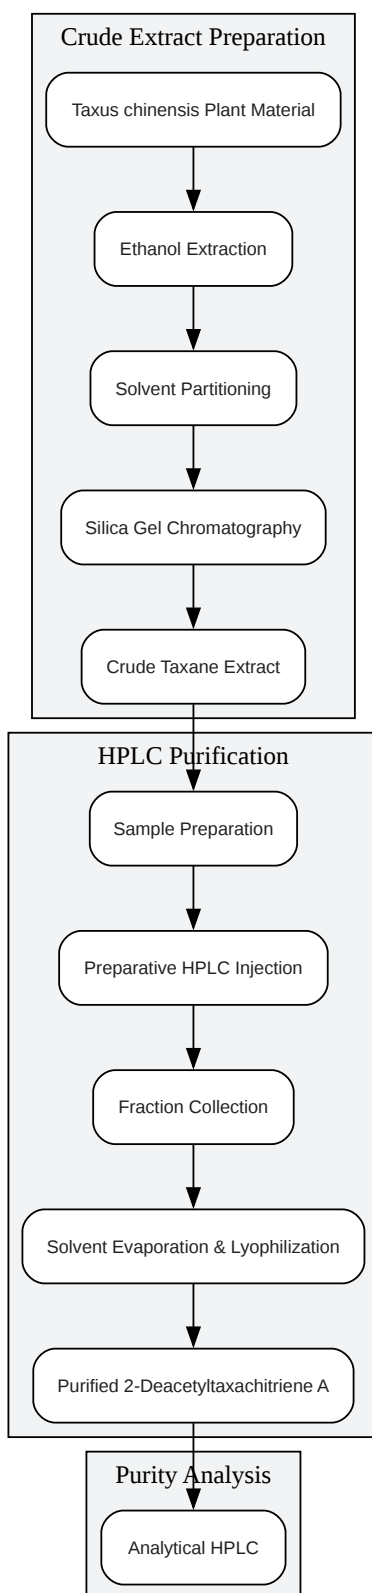 Crude Extract Preparation
Taxus chinensis Plant Material
Ethanol Extraction
Solvent Partitioning
Silica Gel Chromatography
Crude Taxane Extract
HPLC Purification
Sample Preparation
Preparative HPLC Injection
Fraction Collection
Solvent Evaporation & Lyophilization
Purified 2-Deacetyltaxachitriene A
Purity Analysis
Analytical HPLC